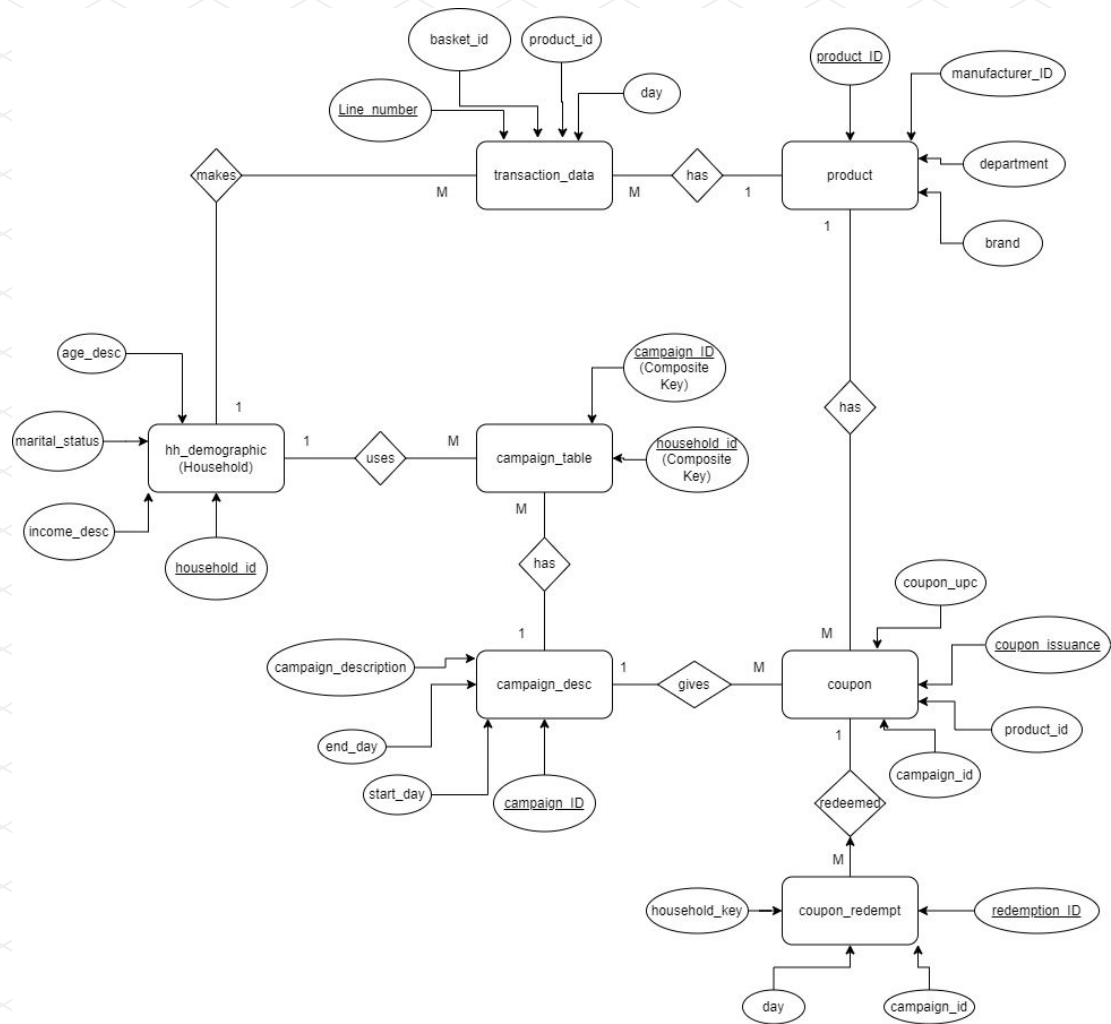 basket_id
product_id
Line_number
day
product_ID
manufacturer_ID
makes
transaction_data
has
product
department
brand
M
M
1
1
age_desc
campaign_ID
(Composite
Key)
has
1
marital_status
hh_demographic
(Household)
1
uses
M
campaign_table
household_id
(Composite
Key)
M
income_desc
household_id
has
coupon_upc
1
M
coupon_issuance
campaign_description
campaign_desc
1
gives
M
coupon
end_day
product_id
1
start_day
campaign_ID
campaign_id
redeemed
M
household_key
coupon_redempt
redemption_ID
day
campaign_id